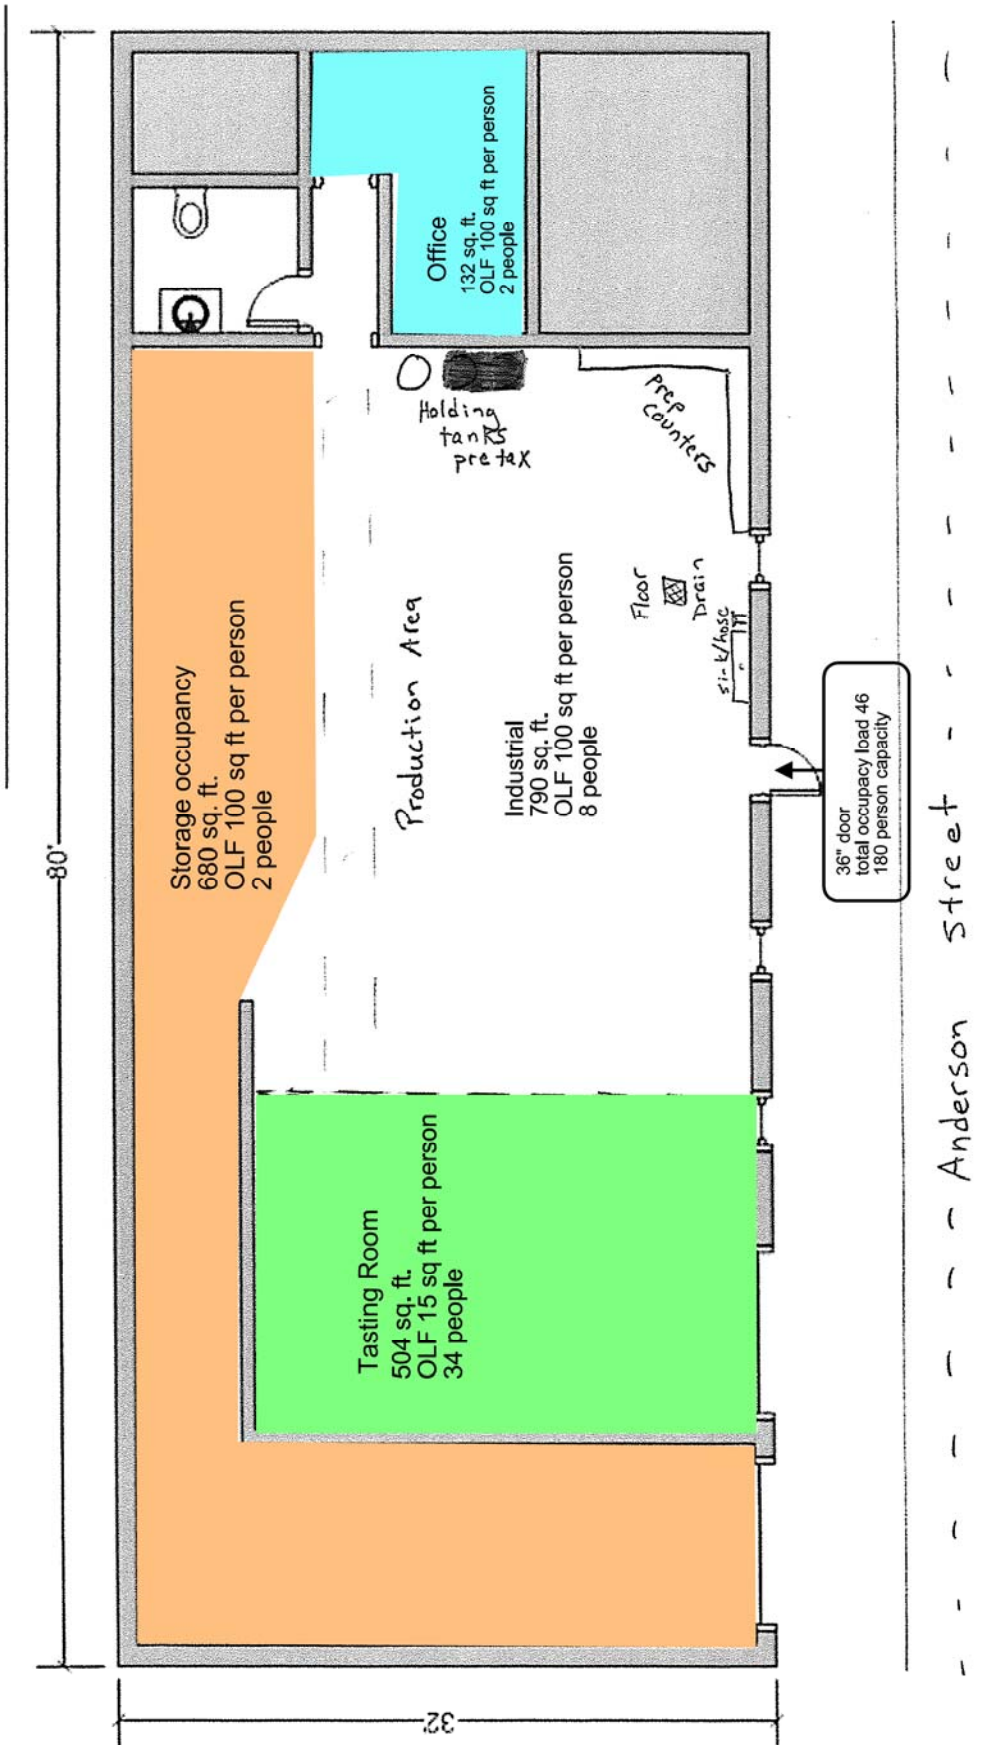 80'
32'
Office
132 sq. ft.
OLF 100 sq ft per person
2 people
Holding
tanks
pretax
Prep
counters
Storage occupancy
680 sq. ft.
OLF 100 sq ft per person
2 people
Production Area
Industrial
790 sq. ft.
OLF 100 sq ft per person
8 people
Floor
Drain
sink/hose
36" door
total occupancy load 46
180 person capacity
Tasting Room
504 sq. ft.
OLF 15 sq ft per person
34 people
Anderson street